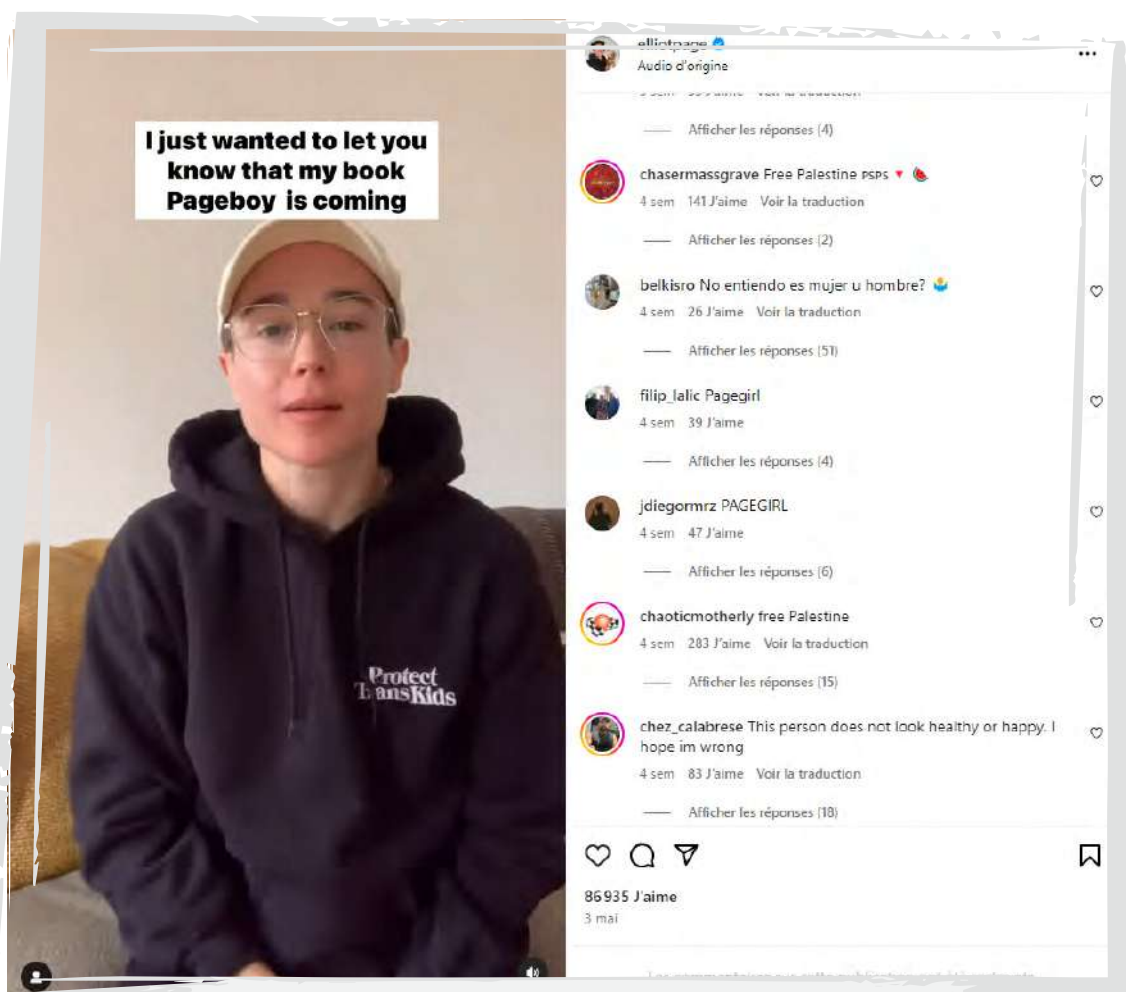 I just wanted to let you
know that my book
Pageboy is coming
Protect
TransKids
elliotpage
Audio d'origine
•••
Afficher les réponses (4)
chasermassgrave Free Palestine PSPS 🔻 🍉
4 sem 141 J'aime Voir la traduction
Afficher les réponses (2)
belkisro No entiendo es mujer u hombre? 🤷
4 sem 26 J'aime Voir la traduction
Afficher les réponses (51)
filip_lalic Pagegirl
4 sem 39 J'aime
Afficher les réponses (4)
jdiegormrz PAGEGIRL
4 sem 47 J'aime
Afficher les réponses (6)
chaoticmotherly free Palestine
4 sem 283 J'aime Voir la traduction
Afficher les réponses (15)
chez_calabrese This person does not look healthy or happy. I
hope im wrong
4 sem 83 J'aime Voir la traduction
Afficher les réponses (18)
86 935 J'aime
3 mai